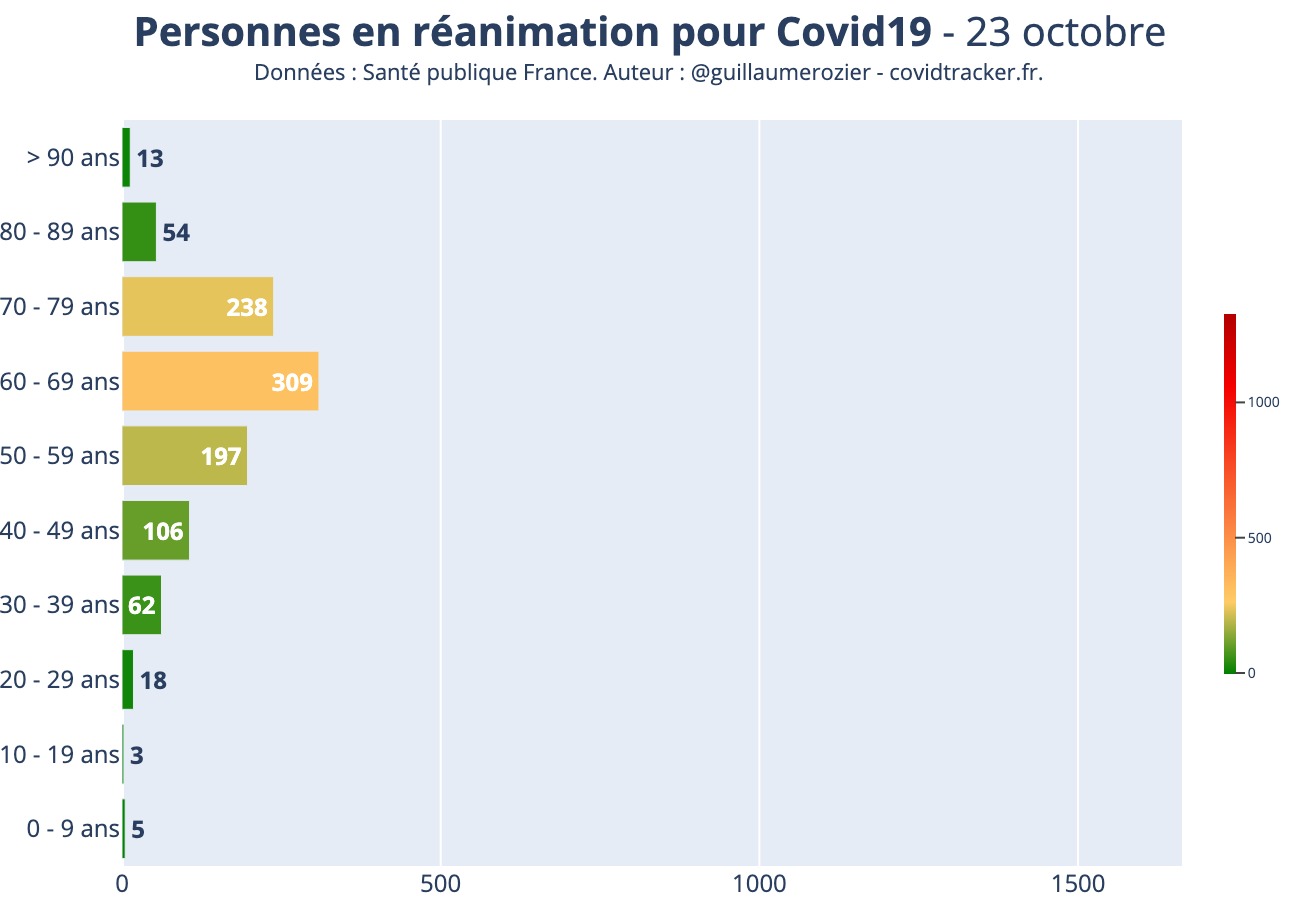 Personnes en réanimation pour Covid19 - 23 octobre
Données : Santé publique France. Auteur : @guillaumerozier - covidtracker.fr.
> 90 ans 13
80 - 89 ans 54
70 - 79 ans 238
60 - 69 ans 309
50 - 59 ans 197
40 - 49 ans 106
30 - 39 ans 62
20 - 29 ans 18
10 - 19 ans 3
0 - 9 ans 5
0 500 1000 1500
1000
500
0